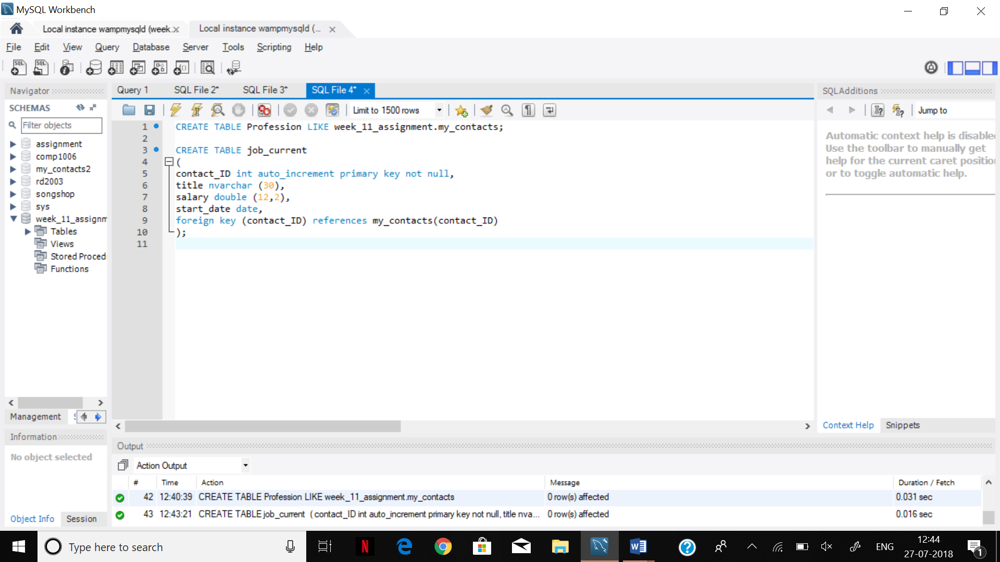 MySQL Workbench
Local instance wampmysqld (week... Local instance wampmysqld (...
File Edit View Query Database Server Tools Scripting Help
Navigator
SCHEMAS
Filter objects
assignment
comp1006
my_contacts2
rd2003
songshop
sys
week_11_assignm
Tables
Views
Stored Proced
Functions
Management
Information
No object selected
Object Info Session
Query 1 SQL File 2* SQL File 3* SQL File 4*
Limit to 1500 rows
1 CREATE TABLE Profession LIKE week_11_assignment.my_contacts;
2
3 CREATE TABLE job_current
4 (
5 contact_ID int auto_increment primary key not null,
6 title nvarchar (30),
7 salary double (12,2),
8 start_date date,
9 foreign key (contact_ID) references my_contacts(contact_ID)
10 );
11
SQLAdditions
Jump to
Automatic context help is disable
Use the toolbar to manually get
help for the current caret position
or to toggle automatic help.
Context Help Snippets
Output
Action Output
# Time Action Message Duration / Fetch
42 12:40:39 CREATE TABLE Profession LIKE week_11_assignment.my_contacts 0 row(s) affected 0.031 sec
43 12:43:21 CREATE TABLE job_current ( contact_ID int auto_increment primary key not null, title nva... 0 row(s) affected 0.016 sec
Type here to search
ENG
12:44
27-07-2018
1